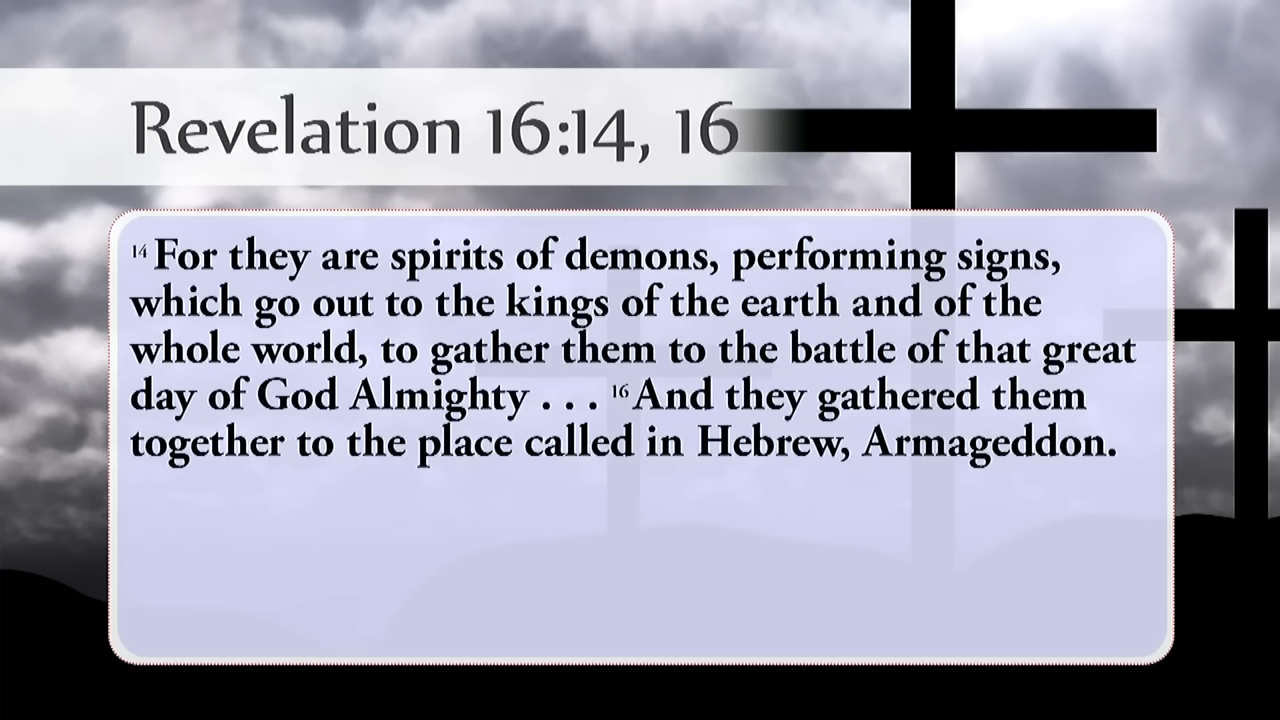 Revelation 16:14, 16
14 For they are spirits of demons, performing signs,
which go out to the kings of the earth and of the
whole world, to gather them to the battle of that great
day of God Almighty . . . 16 And they gathered them
together to the place called in Hebrew, Armageddon.